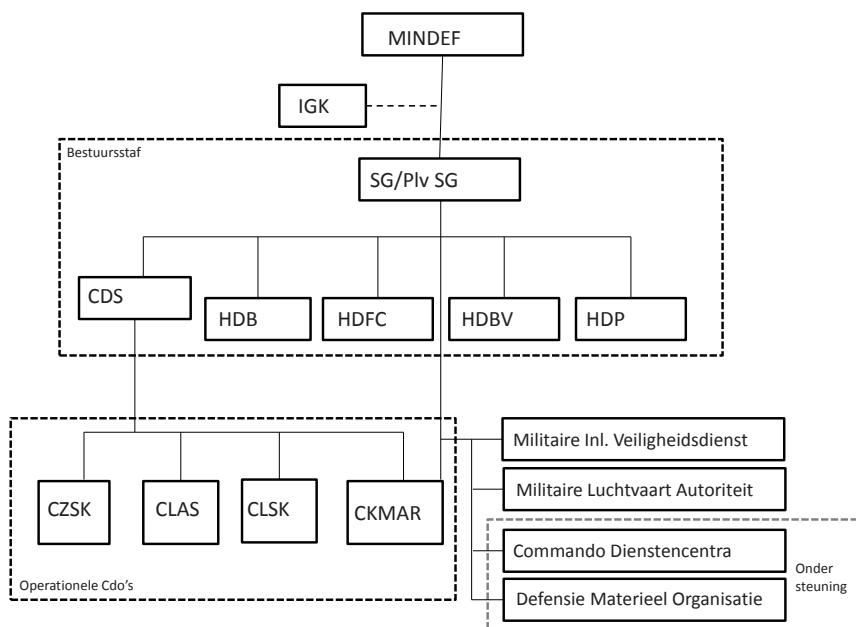 MINDEF
IGK
Bestuursstaf
SG/Plv SG
CDS
HDB
HDFC
HDBV
HDP
Militaire Inl. Veiligheidsdienst
Militaire Luchtvaart Autoriteit
CZSK
CLAS
CLSK
CKMAR
Commando Dienstencentra
Onder
steuning
Operationele Cdo’s
Defensie Materieel Organisatie